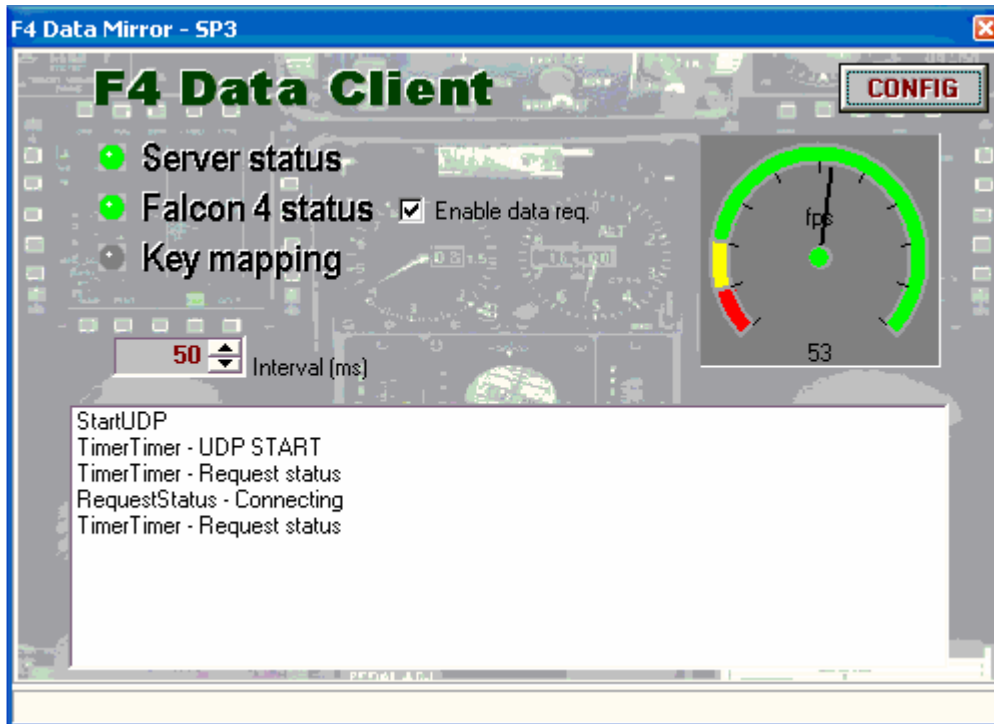 F4 Data Mirror - SP3
F4 Data Client
CONFIG
Server status
Falcon 4 status
Enable data req.
Key mapping
fps
53
50
Interval (ms)
StartUDP
TimerTimer - UDP START
TimerTimer - Request status
RequestStatus - Connecting
TimerTimer - Request status